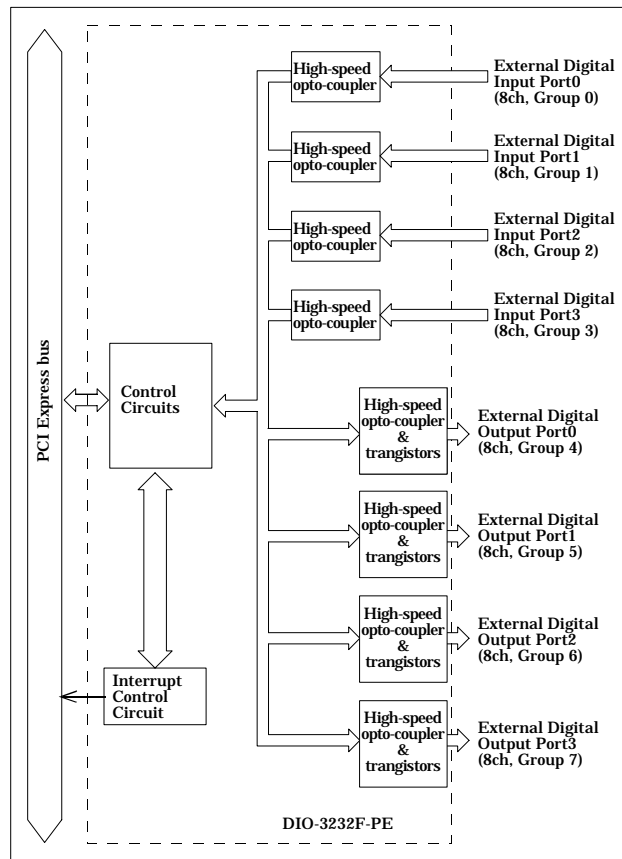 High-speed
opto-coupler
External Digital
Input Port0
(8ch, Group 0)
High-speed
opto-coupler
External Digital
Input Port1
(8ch, Group 1)
High-speed
opto-coupler
External Digital
Input Port2
(8ch, Group 2)
High-speed
opto-coupler
External Digital
Input Port3
(8ch, Group 3)
PCI Express bus
Control
Circuits
High-speed
opto-coupler
&
trangistors
External Digital
Output Port0
(8ch, Group 4)
High-speed
opto-coupler
&
trangistors
External Digital
Output Port1
(8ch, Group 5)
High-speed
opto-coupler
&
trangistors
External Digital
Output Port2
(8ch, Group 6)
Interrupt
Control
Circuit
High-speed
opto-coupler
&
trangistors
External Digital
Output Port3
(8ch, Group 7)
DIO-3232F-PE